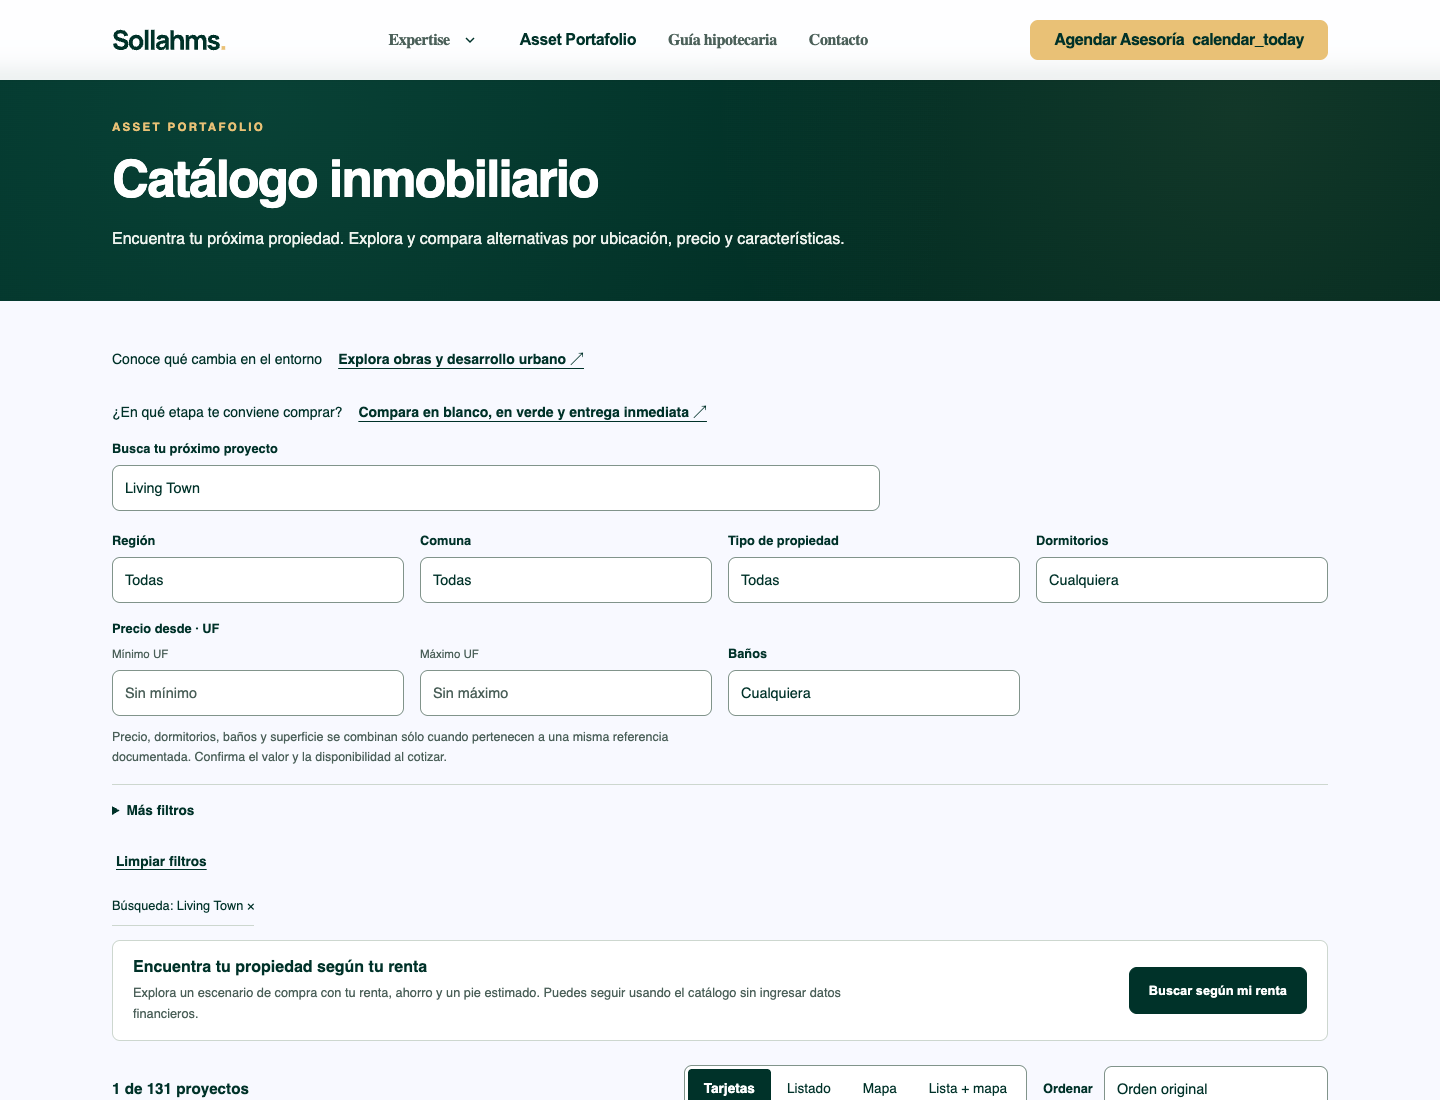 Sollahms.
Expertise
Asset Portafolio
Guía hipotecaria
Contacto
Agendar Asesoría calendar_today
ASSET PORTAFOLIO
Catálogo inmobiliario
Encuentra tu próxima propiedad. Explora y compara alternativas por ubicación, precio y características.
Conoce qué cambia en el entorno Explora obras y desarrollo urbano ↗
¿En qué etapa te conviene comprar? Compara en blanco, en verde y entrega inmediata ↗
Busca tu próximo proyecto
Living Town
Región Comuna Tipo de propiedad Dormitorios
Todas Todas Todas Cualquiera
Precio desde · UF
Mínimo UF Máximo UF Baños
Sin mínimo Sin máximo Cualquiera
Precio, dormitorios, baños y superficie se combinan sólo cuando pertenecen a una misma referencia
documentada. Confirma el valor y la disponibilidad al cotizar.
Más filtros
Limpiar filtros
Búsqueda: Living Town ×
Encuentra tu propiedad según tu renta
Explora un escenario de compra con tu renta, ahorro y un pie estimado. Puedes seguir usando el catálogo sin ingresar datos
financieros.
Buscar según mi renta
1 de 131 proyectos
Tarjetas Listado Mapa Lista + mapa Ordenar Orden original